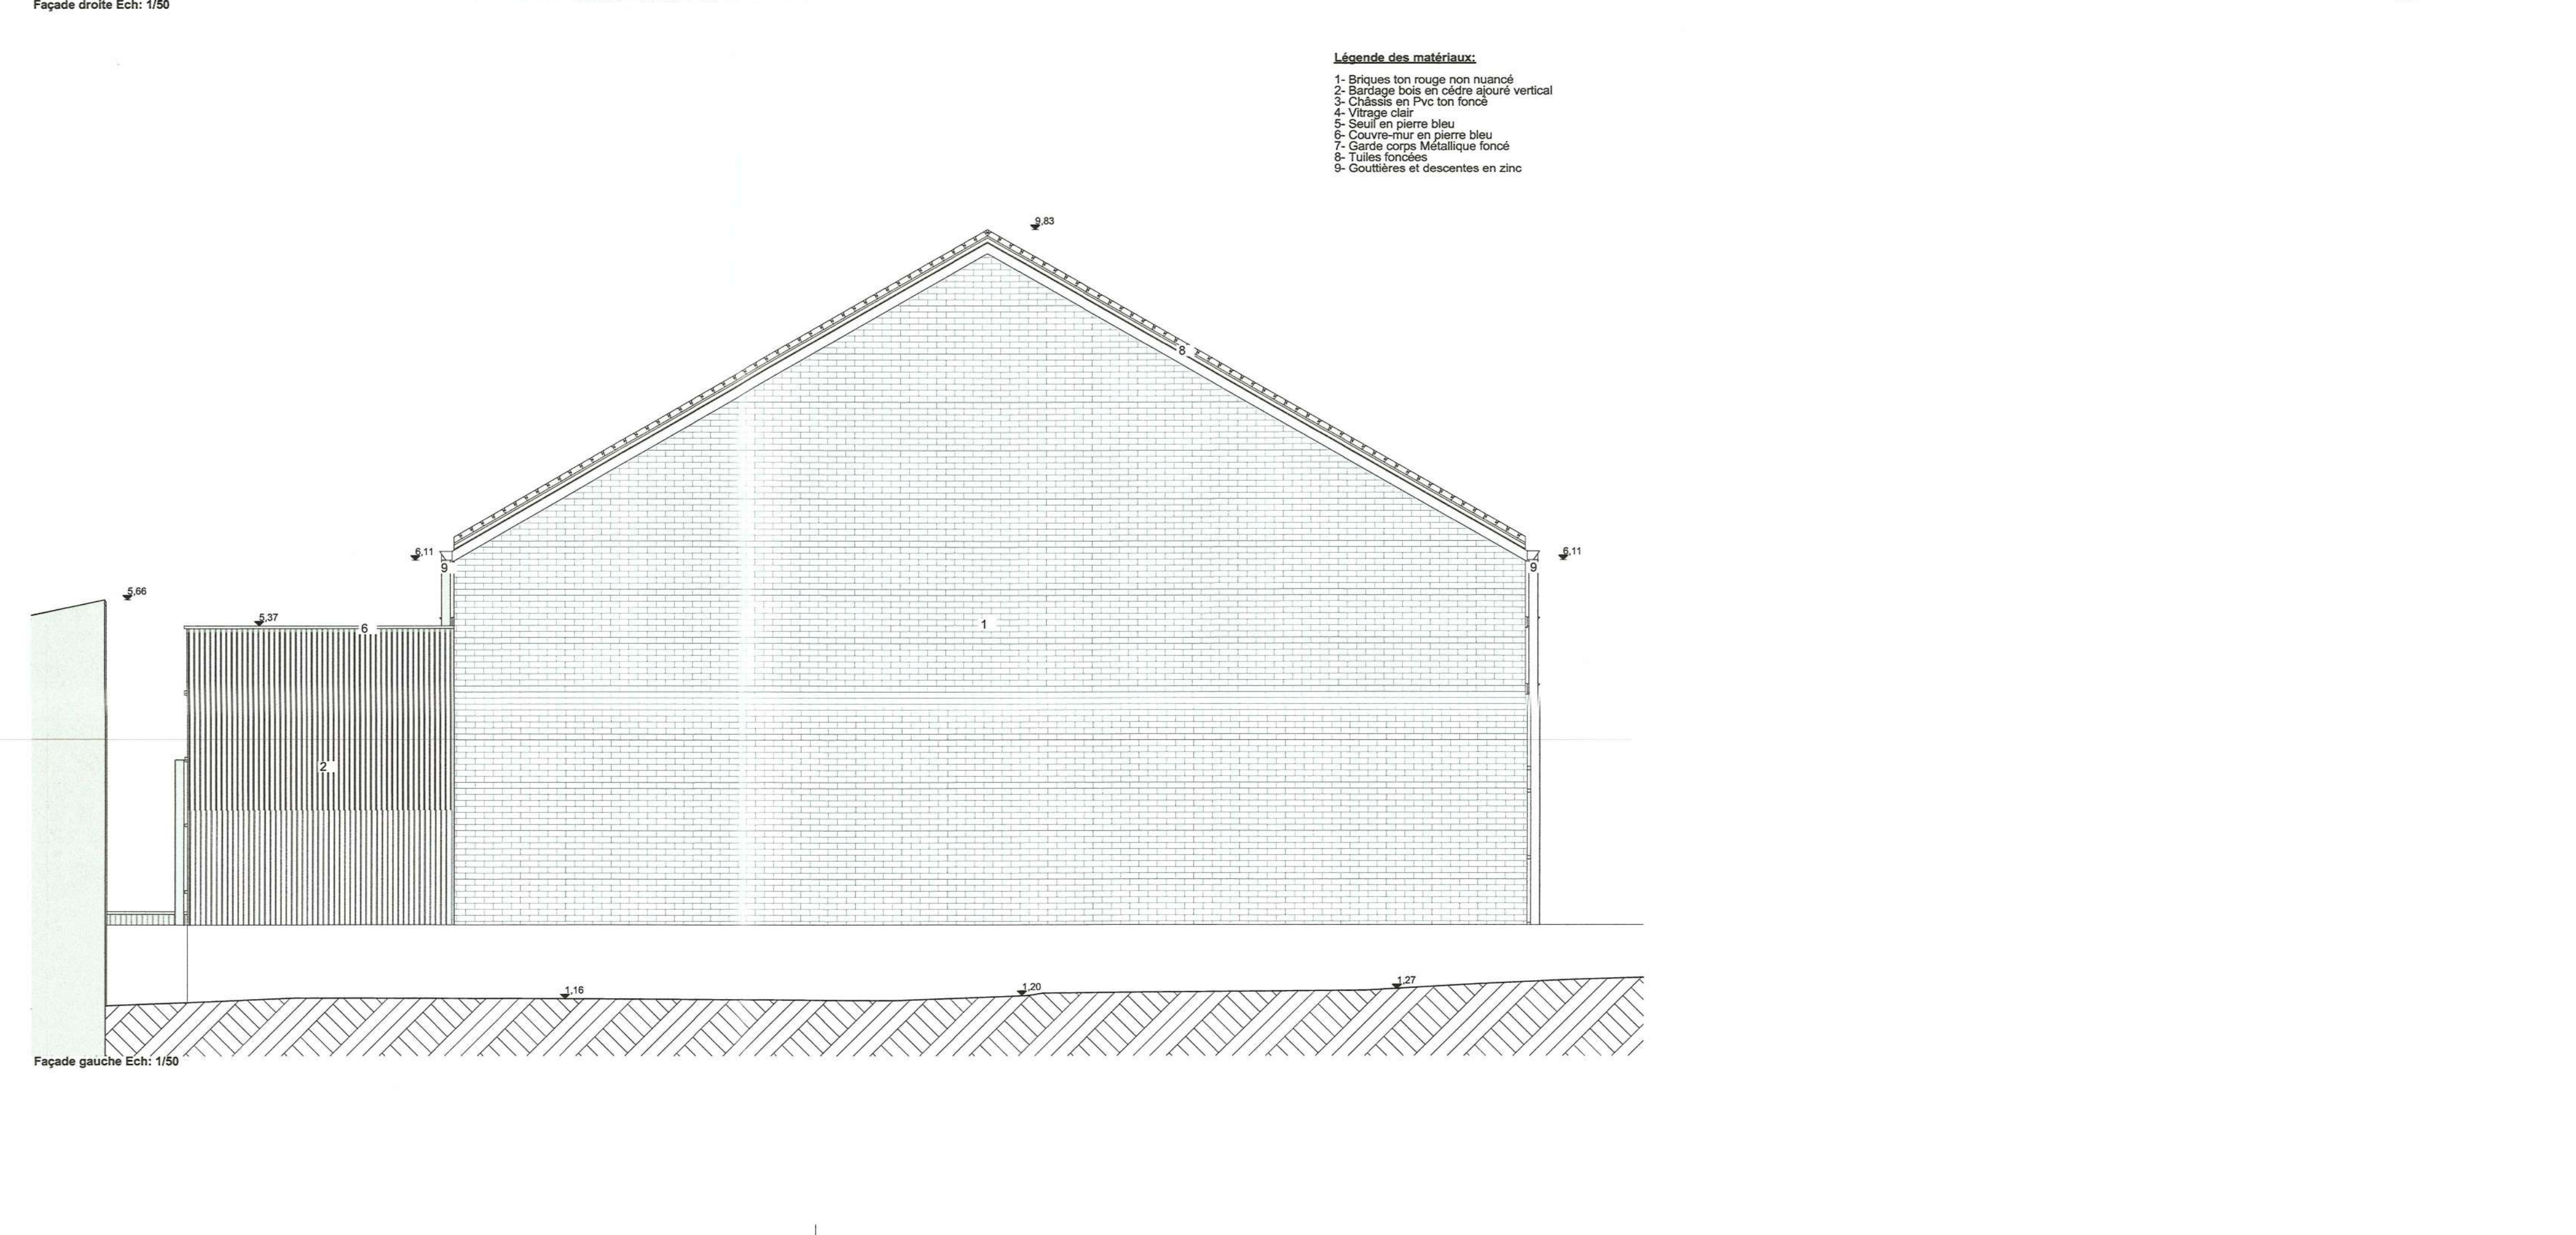 Façade droite Ech: 1/50
Légende des matériaux:
1- Briques ton rouge non nuancé
2- Bardage bois en cédre ajouré vertical
3- Châssis en Pvc ton foncé
4- Vitrage clair
5- Seuil en pierre bleu
6- Couvre-mur en pierre bleu
7- Garde corps Métallique foncé
8- Tuiles foncées
9- Gouttières et descentes en zinc
9,83
8
6,11
6,11
9
9
5,66
5,37
6
1
2
1,16
1,20
1,27
Façade gauche Ech: 1/50